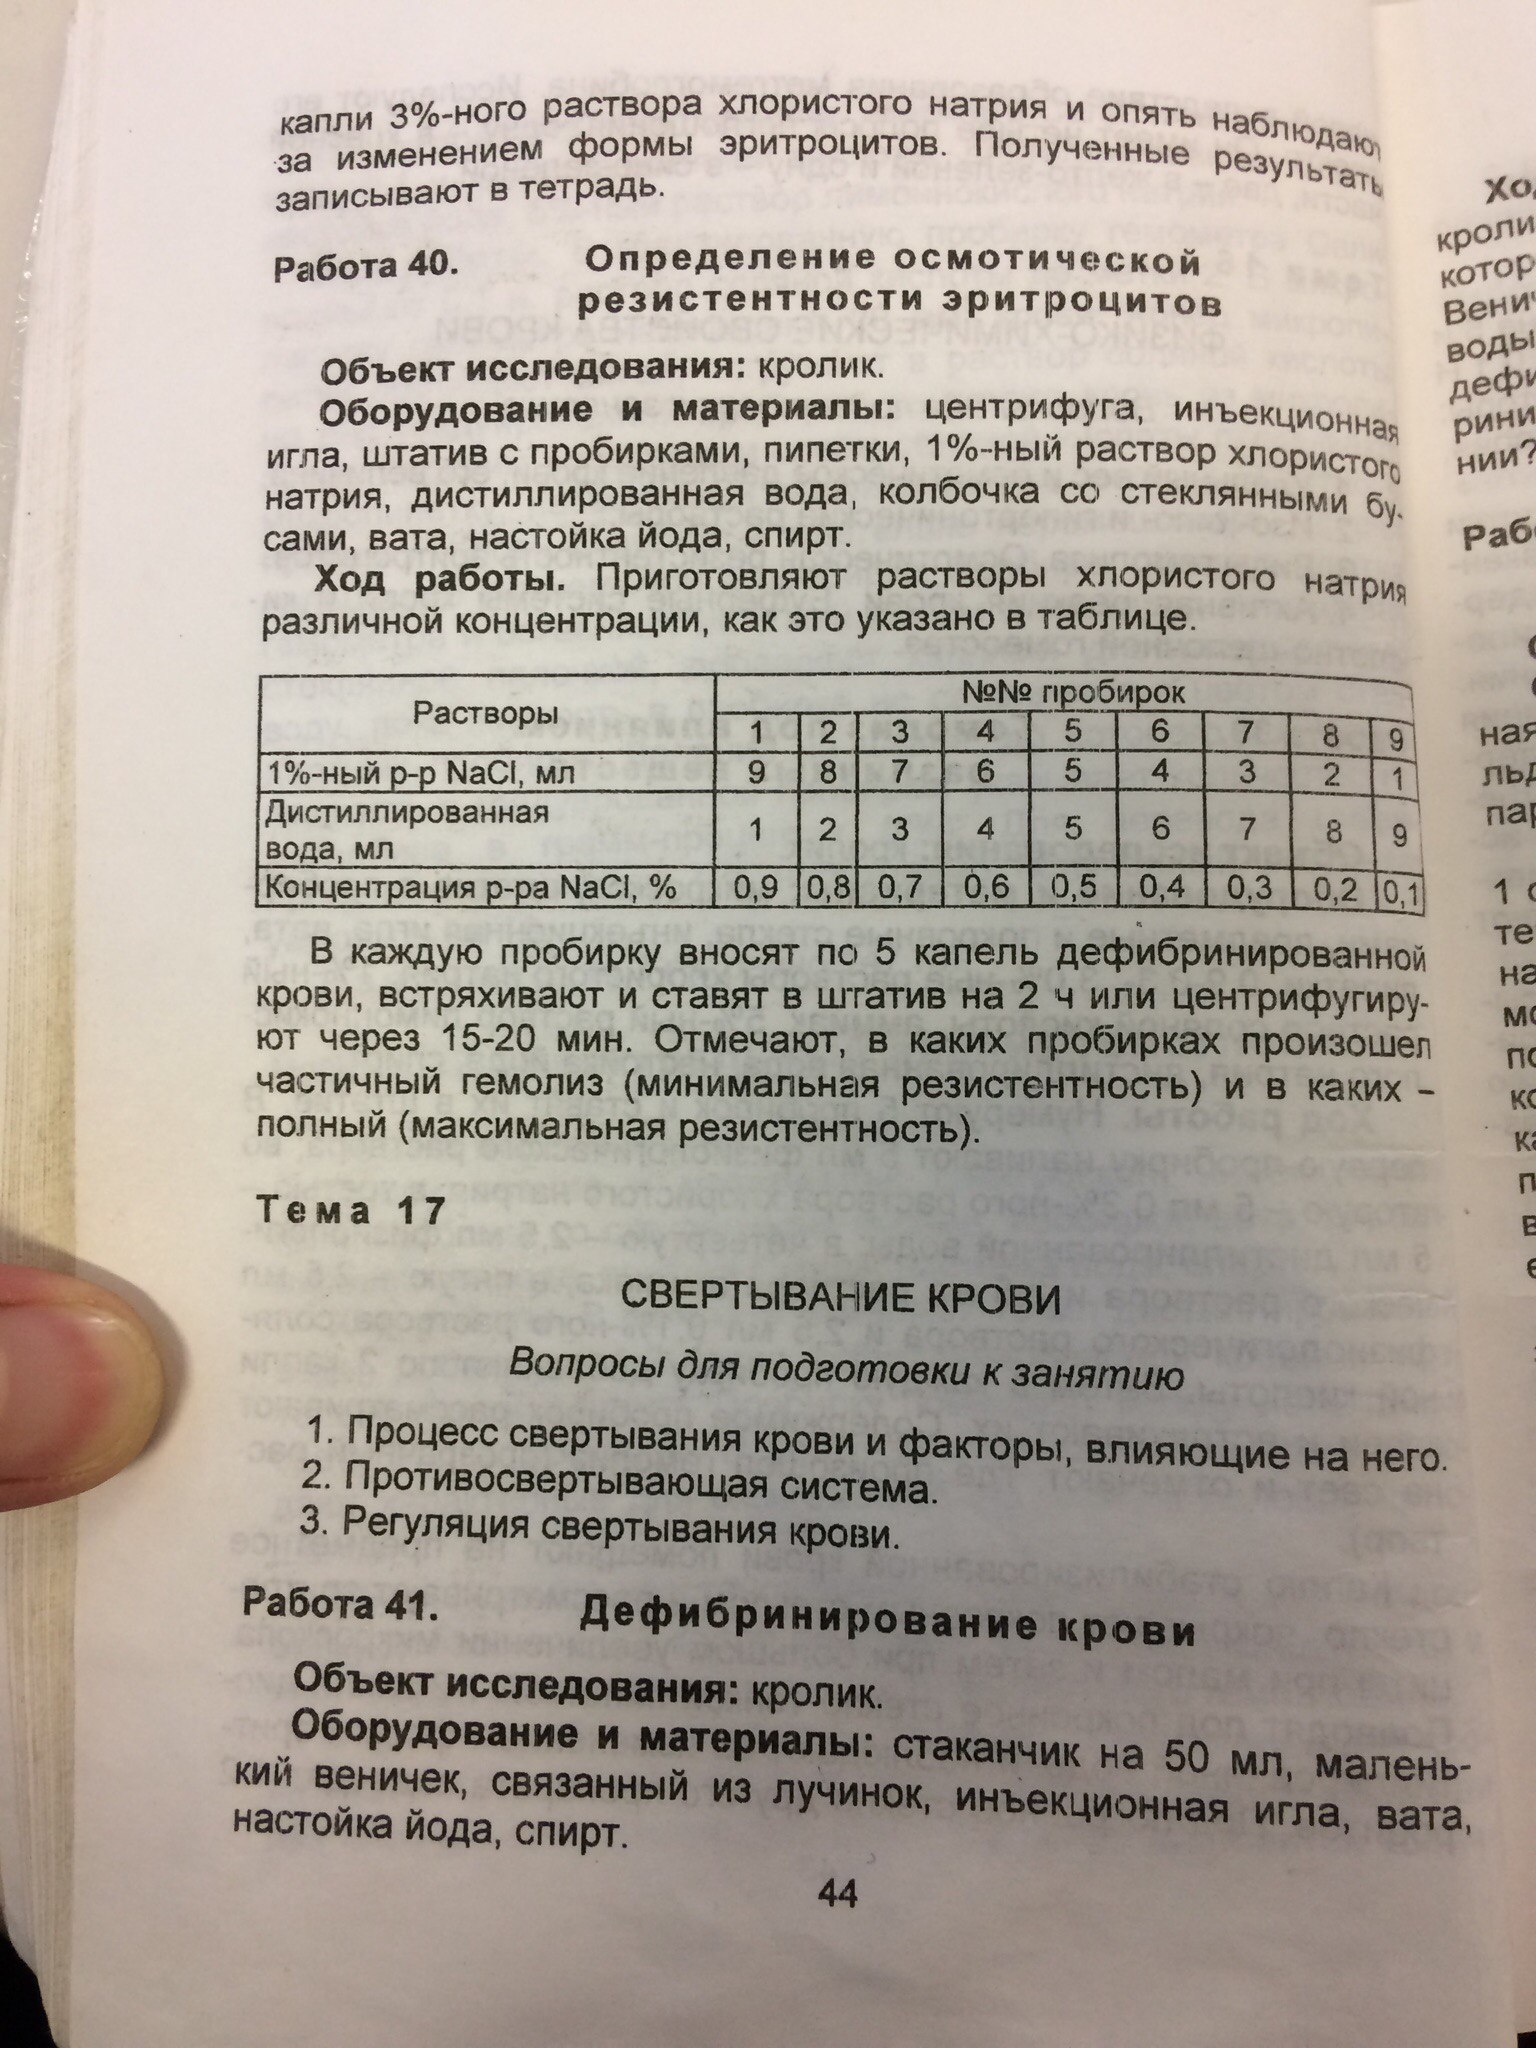 капли 3%-ного раствора хлористого натрия и опять наблюдают
за изменением формы эритроцитов. Полученные результаты
записывают в тетрадь.
Работа 40. Определение осмотической
резистентности эритроцитов
Объект исследования: кролик.
Оборудование и материалы: центрифуга, инъекционная
игла, штатив с пробирками, пипетки, 1%-ный раствор хлористого
натрия, дистиллированная вода, колбочка со стеклянными бу-
сами, вата, настойка йода, спирт.
Ход работы. Приготовляют растворы хлористого натрия
различной концентрации, как это указано в таблице.
Растворы №№ пробирок
1 2 3 4 5 6 7 8 9
1%-ный р-р NaCl, мл 9 8 7 6 5 4 3 2 1
Дистиллированная
вода, мл 1 2 3 4 5 6 7 8 9
Концентрация р-ра NaCl, % 0,9 0,8 0,7 0,6 0,5 0,4 0,3 0,2 0,1
В каждую пробирку вносят по 5 капель дефибринированной
крови, встряхивают и ставят в штатив на 2 ч или центрифугиру-
ют через 15-20 мин. Отмечают, в каких пробирках произошел
частичный гемолиз (минимальная резистентность) и в каких –
полный (максимальная резистентность).
Тема 17
СВЕРТЫВАНИЕ КРОВИ
Вопросы для подготовки к занятию
1. Процесс свертывания крови и факторы, влияющие на него.
2. Противосвертывающая система.
3. Регуляция свертывания крови.
Работа 41. Дефибринирование крови
Объект исследования: кролик.
Оборудование и материалы: стаканчик на 50 мл, малень-
кий веничек, связанный из лучинок, инъекционная игла, вата,
настойка йода, спирт.
44